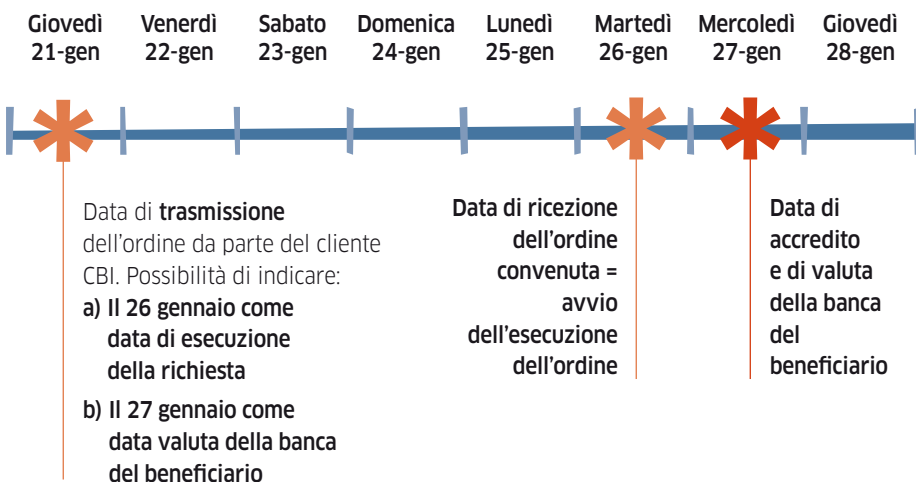 Giovedì Venerdì Sabato Domenica Lunedì Martedì Mercoledì Giovedì
21-gen 22-gen 23-gen 24-gen 25-gen 26-gen 27-gen 28-gen
Data di trasmissione
dell'ordine da parte del cliente
CBI. Possibilità di indicare:
a) Il 26 gennaio come
data di esecuzione
della richiesta
b) Il 27 gennaio come
data valuta della banca
del beneficiario
Data di ricezione
dell'ordine
convenuta =
avvio
dell'esecuzione
dell'ordine
Data di
accredito
e di valuta
della banca
del
beneficiario